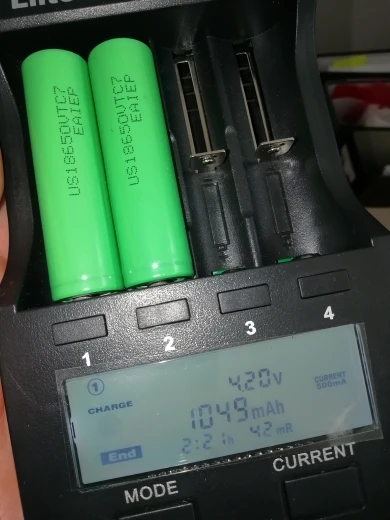 US18650VTC7
EAIEP
US18650VTC7
EAIEP
1
2
3
4
1
4.20V
CURRENT
500mA
CHARGE
1049mAh
2:21h 42mR
End
MODE
CURRENT